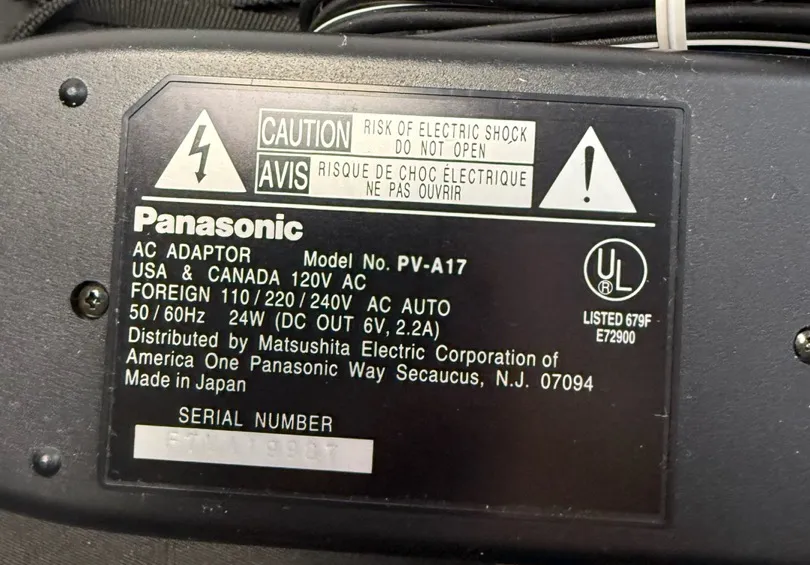 CAUTION RISK OF ELECTRIC SHOCK
DO NOT OPEN
AVIS RISQUE DE CHOC ÉLECTRIQUE
NE PAS OUVRIR
Panasonic
AC ADAPTOR Model No. PV-A17
USA & CANADA 120V AC
FOREIGN 110/220/240V AC AUTO
50/60Hz 24W (DC OUT 6V, 2.2A)
Distributed by Matsushita Electric Corporation of
America One Panasonic Way Secaucus, N.J. 07094
Made in Japan
UL
®
LISTED 679F
E72900
SERIAL NUMBER